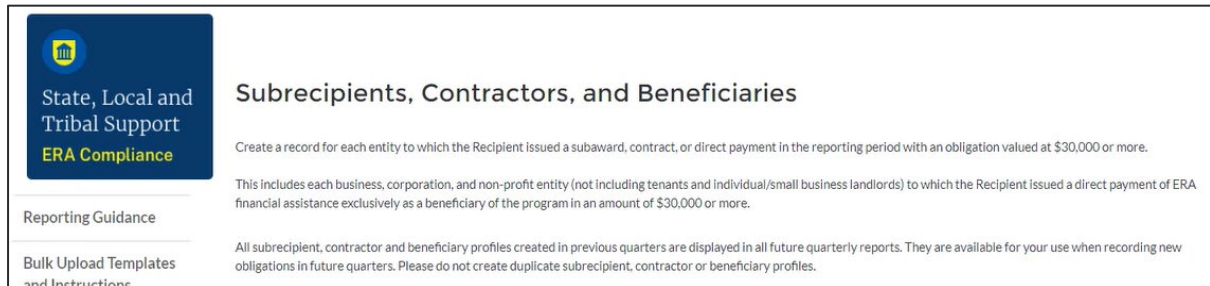 State, Local and
Tribal Support
ERA Compliance
Reporting Guidance
Bulk Upload Templates
and Instructions
Subrecipients, Contractors, and Beneficiaries
Create a record for each entity to which the Recipient issued a subaward, contract, or direct payment in the reporting period with an obligation valued at $30,000 or more.
This includes each business, corporation, and non-profit entity (not including tenants and individual/small business landlords) to which the Recipient issued a direct payment of ERA
financial assistance exclusively as a beneficiary of the program in an amount of $30,000 or more.
All subrecipient, contractor and beneficiary profiles created in previous quarters are displayed in all future quarterly reports. They are available for your use when recording new
obligations in future quarters. Please do not create duplicate subrecipient, contractor or beneficiary profiles.